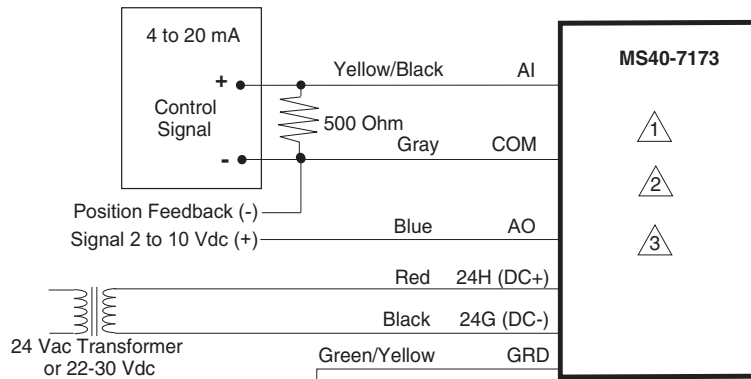 4 to 20 mA
MS40-7173
Yellow/Black AI
+
Control
Signal
500 Ohm
1
Gray COM
-
2
Position Feedback (-)
Signal 2 to 10 Vdc (+)
Blue AO
3
Red 24H (DC+)
Black 24G (DC-)
24 Vac Transformer
or 22-30 Vdc
Green/Yellow GRD